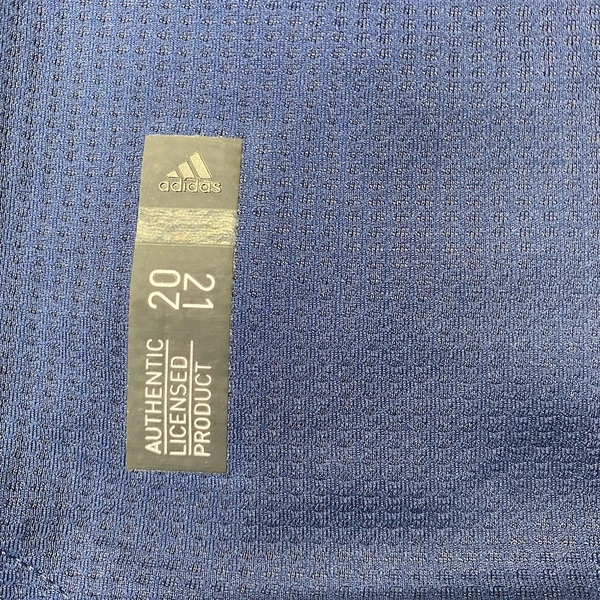 adidas
20
21
AUTHENTIC
LICENSED
PRODUCT